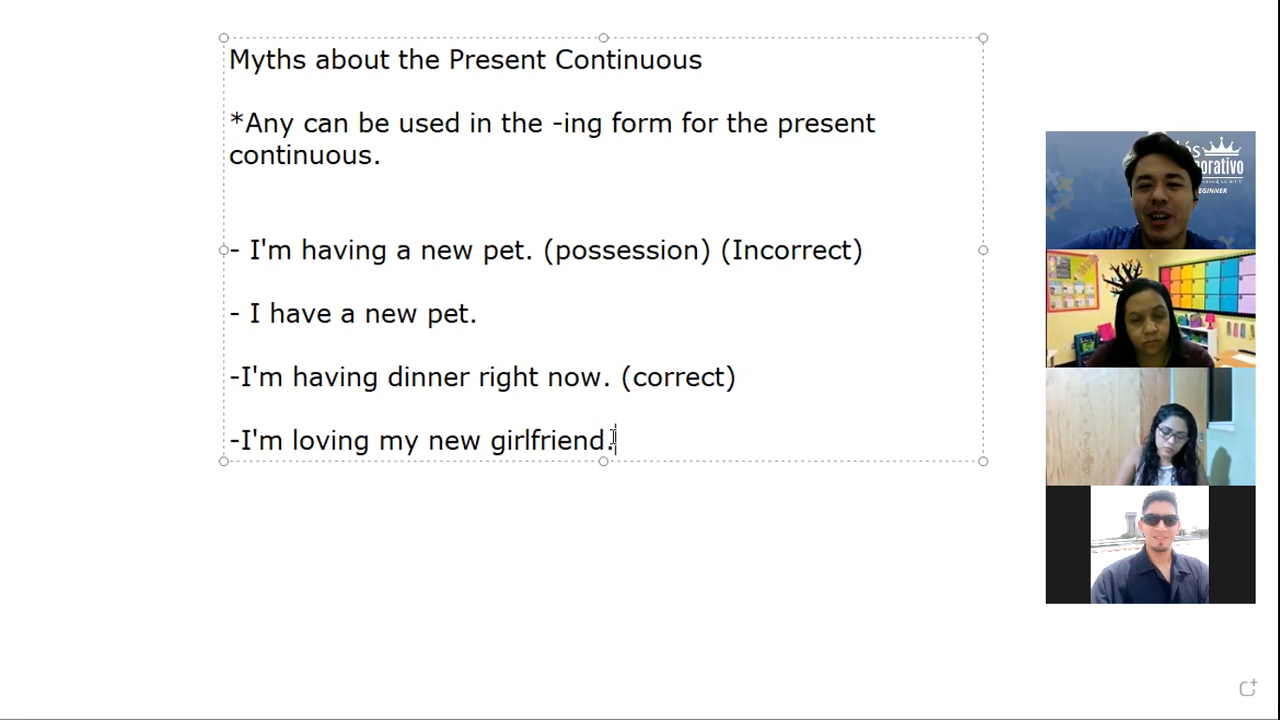 Myths about the Present Continuous
*Any can be used in the -ing form for the present
continuous.
- I'm having a new pet. (possession) (Incorrect)
- I have a new pet.
-I'm having dinner right now. (correct)
-I'm loving my new girlfriend.